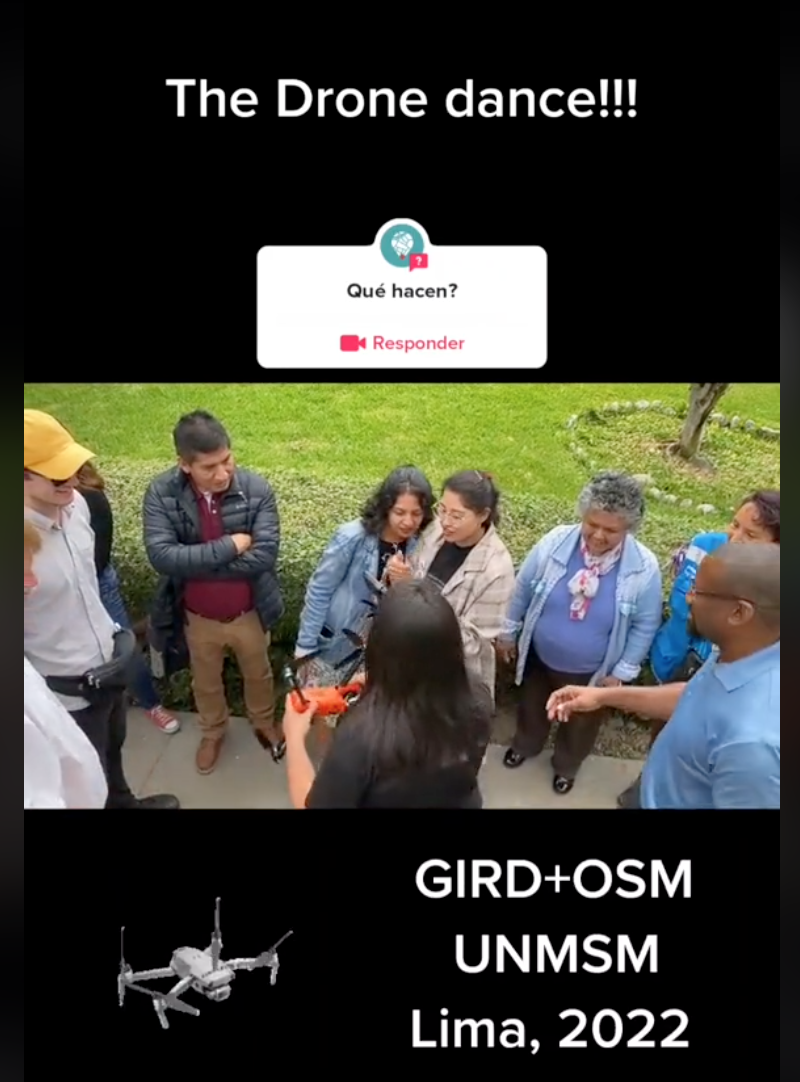 The Drone dance!!!
?
Qué hacen?
Responder
GIRD+OSM
UNMSM
Lima, 2022